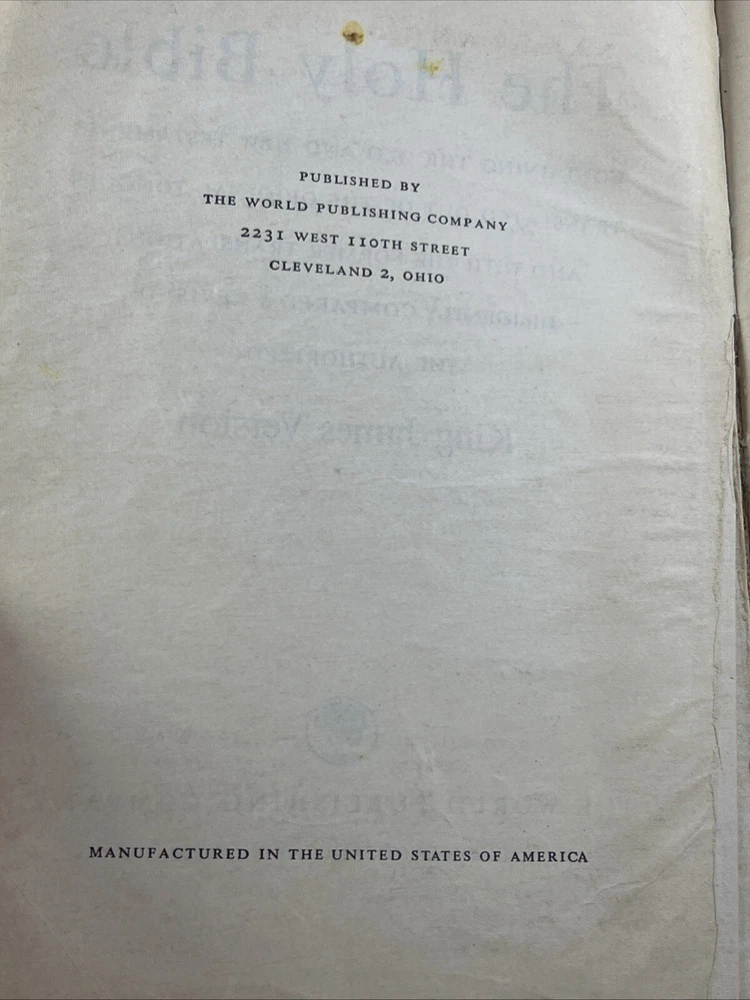 PUBLISHED BY
THE WORLD PUBLISHING COMPANY
2231 WEST 110TH STREET
CLEVELAND 2, OHIO
MANUFACTURED IN THE UNITED STATES OF AMERICA